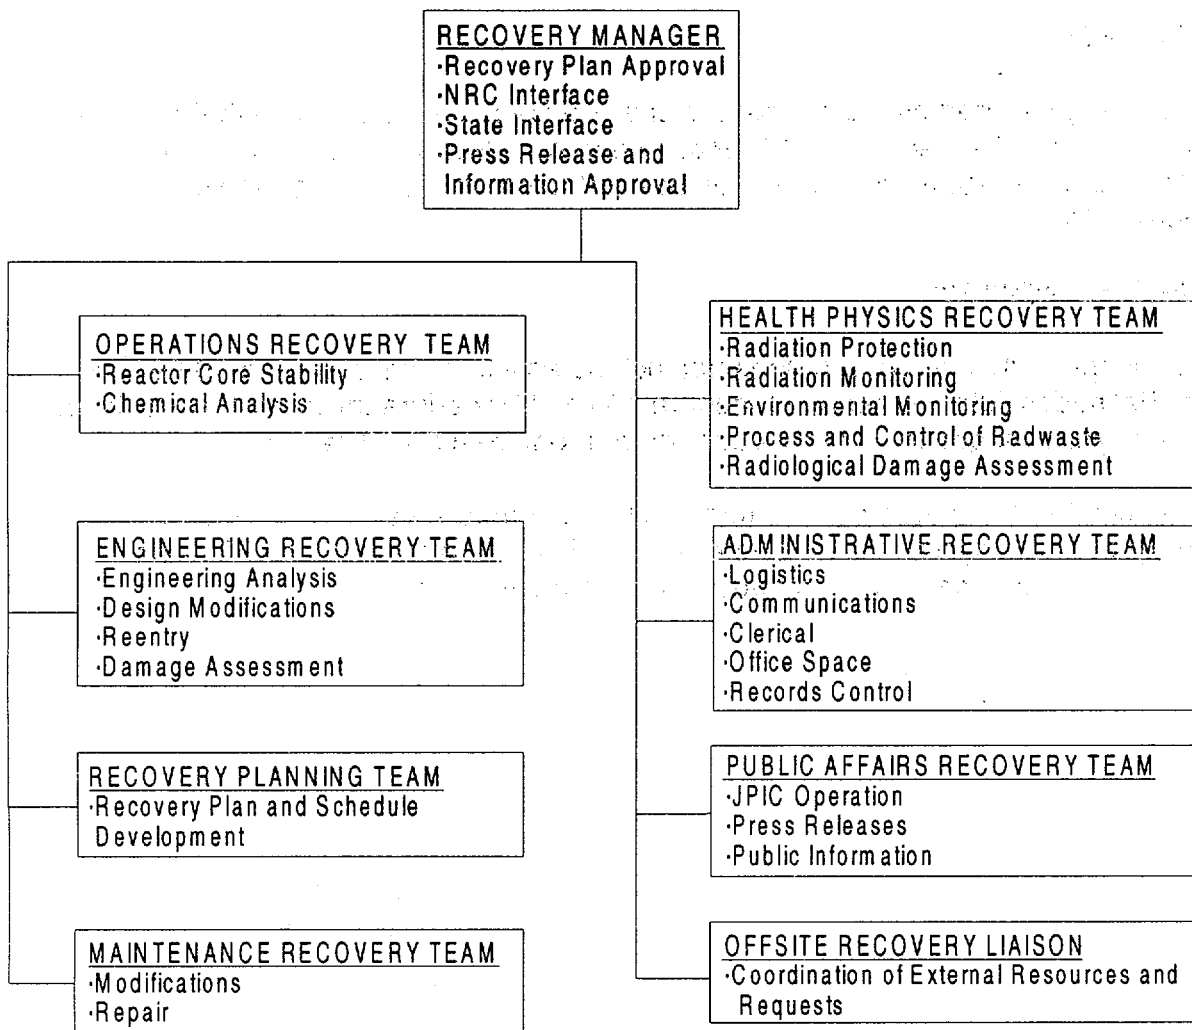 RECOVERY MANAGER
·Recovery Plan Approval
·NRC Interface
·State Interface
·Press Release and
Information Approval
OPERATIONS RECOVERY TEAM
·Reactor Core Stability
·Chemical Analysis
ENGINEERING RECOVERY TEAM
·Engineering Analysis
·Design Modifications
·Reentry
·Damage Assessment
RECOVERY PLANNING TEAM
·Recovery Plan and Schedule
Development
MAINTENANCE RECOVERY TEAM
·Modifications
·Repair
HEALTH PHYSICS RECOVERY TEAM
·Radiation Protection
·Radiation Monitoring
·Environmental Monitoring
·Process and Control of Radwaste
·Radiological Damage Assessment
ADMINISTRATIVE RECOVERY TEAM
·Logistics
·Communications
·Clerical
·Office Space
·Records Control
PUBLIC AFFAIRS RECOVERY TEAM
·JPIC Operation
·Press Releases
·Public Information
OFFSITE RECOVERY LIAISON
·Coordination of External Resources and
Requests